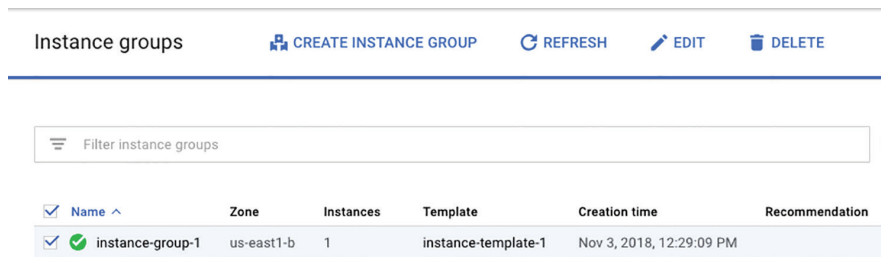 Instance groups CREATE INSTANCE GROUP REFRESH EDIT DELETE
Filter instance groups
Name Zone Instances Template Creation time Recommendation
instance-group-1 us-east1-b 1 instance-template-1 Nov 3, 2018, 12:29:09 PM